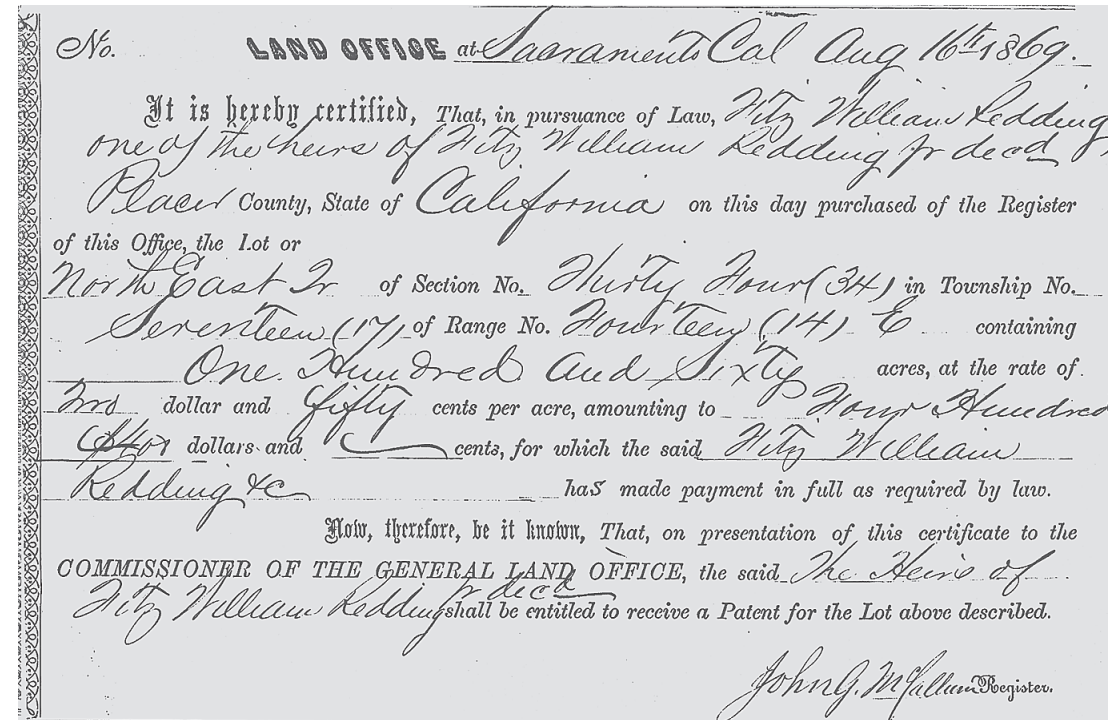 No. LAND OFFICE at Sacramento Cal Aug 16th 1869.
It is hereby certified, That, in pursuance of Law, Fitz William Redding
one of the heirs of Fitz William Redding Jr decd
Placer County, State of California on this day purchased of the Register
of this Office, the Lot or
North East Qr of Section No. Thirty Four (34) in Township No.
Seventeen (17) of Range No. Fourteen (14) E containing
One Hundred and Sixty acres, at the rate of
Two dollar and fifty cents per acre, amounting to Four Hundred
dollars and cents, for which the said Fitz William
Redding &c has made payment in full as required by law.
Now, therefore, be it known, That, on presentation of this certificate to the
COMMISSIONER OF THE GENERAL LAND OFFICE, the said The Heirs of
Fitz William Redding Jr decd shall be entitled to receive a Patent for the Lot above described.
John G. McCallum Register.